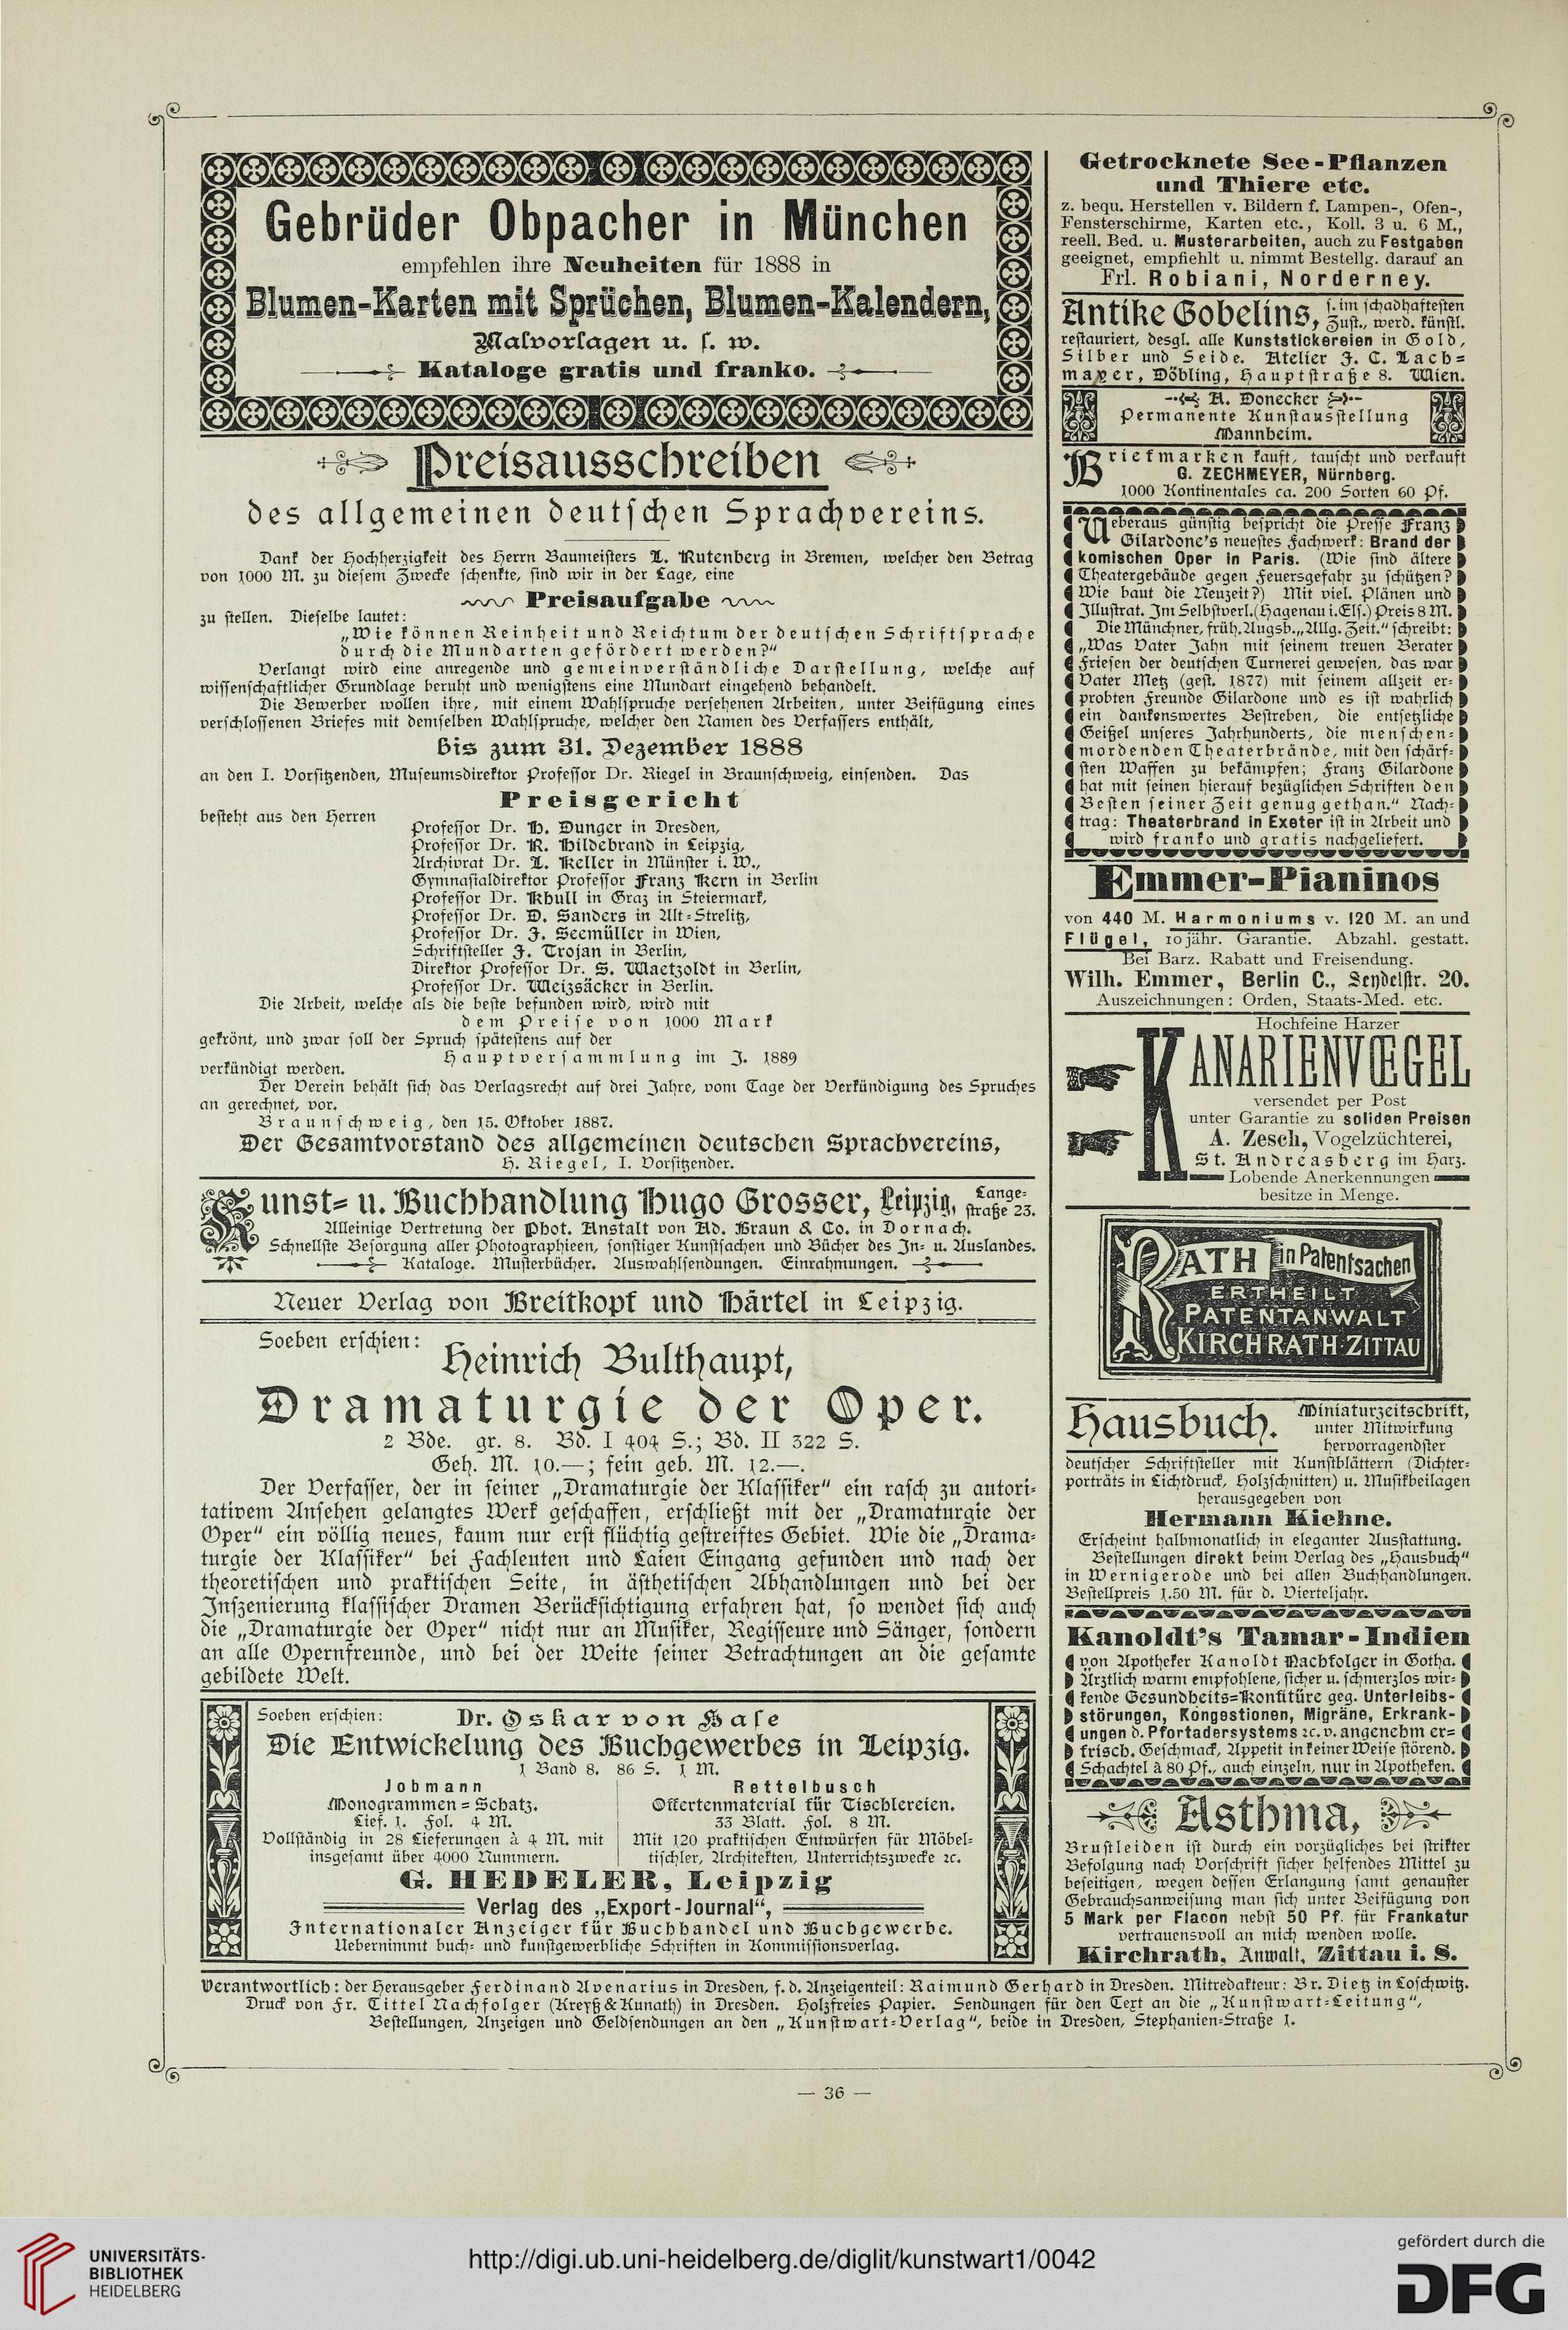 Gebrüder Obpacher in München
empfehlen ihre Neuheiten für 1888 in
Blumen-Karten mit Sprüchen, Blumen-Kalendern,
Malvorlagen u. s. w.
Kataloge gratis und franko.
Preisausschreiben
des allgemeinen deutschen Sprachvereins.
Dank der Hochherzigkeit des Herrn Baumeisters L. Rutenberg in Bremen, welcher den Betrag
von 1000 M. zu diesem Zwecke schenkte, sind wir in der Lage, eine
Preisaufgabe
zu stellen. Dieselbe lautet:
„Wie können Reinheit und Reichtum der deutschen Schriftsprache
durch die Mundarten gefördert werden?“
Verlangt wird eine anregende und gemeinverständliche Darstellung, welche auf
wissenschaftlicher Grundlage beruht und wenigstens eine Mundart eingehend behandelt.
Die Bewerber wollen ihre, mit einem Wahlspruche versehenen Arbeiten, unter Beifügung eines
verschlossenen Briefes mit demselben Wahlspruche, welcher den Namen des Verfassers enthält,
bis zum 31. Dezember 1888
an den I. Vorsitzenden, Museumsdirektor Professor Dr. Riegel in Braunschweig, einsenden. Das
Preisgericht
besteht aus den Herren
Professor Dr. H. Dunger in Dresden,
Professor Dr. R. Hildebrand in Leipzig,
Archivrat Dr. L. Keller in Münster i. W.,
Gymnasialdirektor Professor Franz Kern in Berlin
Professor Dr. Khull in Graz in Steiermark,
Professor Dr. D. Sanders in Alt-Strelitz,
Professor Dr. J. Seemüller in Wien,
Schriftsteller J. Trojan in Berlin,
Direktor Professor Dr. S. Waetzoldt in Berlin,
Professor Dr. Weizsäcker in Berlin.
Die Arbeit, welche als die beste befunden wird, wird mit
dem Preise von 1000 Mark
gekrönt, und zwar soll der Spruch spätestens auf der
Hauptversammlung im J. 1889
verkündigt werden.
Der Verein behält sich das Verlagsrecht auf drei Jahre, vom Tage der Verkündigung des Spruches
an gerechnet, vor.
Braunschweig, den 15. Oktober 1887.
Der Gesamtvorstand des allgemeinen deutschen Sprachvereins,
H. Riegel, I. Vorsitzender.
Kunst- u. Buchhandlung Hugo Grosser, Leipzig, Lange-
straße 23.
Alleinige Vertretung der Phot. Anstalt von Ad. Braun & Co. in Dornach.
Schnellste Besorgung aller Photographieen, sonstiger Kunstsachen und Bücher des In- u. Auslandes.
Kataloge. Musterbücher. Auswahlsendungen. Einrahmungen.
Neuer Verlag von Breitkopf und Härtel in Leipzig.
Soeben erschien:
Heinrich Bulthaupt,
Dramaturgie der Oper.
2 Bde. gr. 8. Bd. I 404 S.; Bd. II 322 S.
Geh. M. 10.—; fein geb. M. 12.—.
Der Verfasser, der in seiner „Dramaturgie der Klassiker“ ein rasch zu autori-
tativem Ansehen gelangtes Werk geschaffen, erschließt mit der „Dramaturgie der
Oper“ ein völlig neues, kaum nur erst flüchtig gestreiftes Gebiet. Wie die „Drama-
turgie der Klassiker“ bei Fachleuten und Laien Eingang gefunden und nach der
theoretischen und praktischen Seite, in ästhetischen Abhandlungen und bei der
Inszenierung klassischer Dramen Berücksichtigung erfahren hat, so wendet sich auch
die „Dramaturgie der Oper“ nicht nur an Musiker, Regisseure und Sänger, sondern
an alle Opernfreunde, und bei der Weite seiner Betrachtungen an die gesamte
gebildete Welt.
Soeben erschien: Dr. Oskar von Hase
Die Entwickelung des Buchgewerbes in Leipzig.
1 Band 8. 86 S. 1 M.
Jobmann
Monogrammen-Schatz.
Lief. 1. Fol. 4 M.
Vollständig in 28 Lieferungen à 4 M. mit
insgesamt über 4000 Nummern.
Rettelbusch
Offertenmaterial für Tischlereien.
33 Blatt. Fol. 8 M.
Mit 120 praktischen Entwürfen für Möbel-
tischler, Architekten, Unterrichtszwecke ꝛc.
G. HEDELER, Leipzig
Verlag des „Export-Journal“,
Internationaler Anzeiger für Buchhandel und Buchgewerbe.
Uebernimmt buch- und kunstgewerbliche Schriften in Kommissionsverlag.
Getrocknete See-Pflanzen
und Thiere etc.
z. bequ. Herstellen v. Bildern f. Lampen-, Ofen-,
Fensterschirme, Karten etc., Koll. 3 u. 6 M.,
reell. Bed. u. Musterarbeiten, auch zu Festgaben
geeignet, empfiehlt u. nimmt Bestellg. darauf an
Frl. Robiani, Norderney.
Antike Gobelins, s. im schadhaftesten
Zust., werd. künstl.
restauriert, desgl. alle Kunststickereien in Gold,
Silber und Seide. Atelier J. C. Lach-
mayer, Döbling, Hauptstraße 8. Wien.
A. Donecker
Permanente Kunstausstellung
Mannheim.
Briefmarken kauft, tauscht und verkauft
G. ZECHMEYER, Nürnberg.
1000 Kontinentales ca. 200 Sorten 60 Pf.
Ueberaus günstig bespricht die Presse Franz
Gilardone's neuestes Fachwerk: Brand der
komischen Oper in Paris. (Wie sind ältere
Theatergebäude gegen Feuersgefahr zu schützen?
Wie baut die Neuzeit?) Mit viel. Plänen und
Illustrat. Im Selbstverl. (Hagenau i. Els.) Preis 8 M.
Die Münchner, früh. Augsb. „Allg. Zeit.“ schreibt:
„Was Vater Jahn mit seinem treuen Berater
Friesen der deutschen Turnerei gewesen, das war
Vater Metz (gest. 1877) mit seinem allzeit er-
probten Freunde Gilardone und es ist wahrlich
ein dankenswertes Bestreben, die entsetzliche
Geißel unseres Jahrhunderts, die menschen-
mordenden Theaterbrände, mit den schärf-
sten Waffen zu bekämpfen; Franz Gilardone
hat mit seinen hierauf bezüglichen Schriften den
Besten seiner Zeit genug gethan.“ Nach-
trag: Theaterbrand in Exeter ist in Arbeit und
wird franko und gratis nachgeliefert.
Emmer-Pianinos
von 440 M. Harmoniums v. 120 M. an und
Flügel, 10jähr. Garantie. Abzahl. gestatt.
Bei Barz. Rabatt und Freisendung.
Wilh. Emmer, Berlin C., Seydelstr. 20.
Auszeichnungen: Orden, Staats-Med. etc.
Hochfeine Harzer
KANARIENVŒGEL
versendet per Post
unter Garantie zu soliden Preisen
A. Zesch, Vogelzüchterei,
St. Andreasberg im Harz.
Lobende Anerkennungen
besitze in Menge.
RATH in Patentsachen
ERTHEILT
PATENTANWALT
KIRCHRATH·ZITTAU
Hausbuch. Miniaturzeitschrift,
unter Mitwirkung
hervorragendster
deutscher Schriftsteller mit Kunstblättern (Dichter-
porträts in Lichtdruck, Holzschnitten) u. Musikbeilagen
herausgegeben von
Hermann Kiehne.
Erscheint halbmonatlich in eleganter Ausstattung.
Bestellungen direkt beim Verlag des „Hausbuch“
in Wernigerode und bei allen Buchhandlungen.
Bestellpreis 1.50 M. für d. Vierteljahr.
Kanoldt's Tamar-Indien
von Apotheker Kanoldt Nachfolger in Gotha.
Ärztlich warm empfohlene, sicher u. schmerzlos wir-
kende Gesundheits-Konfitüre geg. Unterleibs-
störungen, Kongestionen, Migräne, Erkrank-
ungen d. Pfortadersystems ꝛc. v. angenehm er-
frisch. Geschmack, Appetit in keiner Weise störend.
Schachtel à 80 Pf., auch einzeln, nur in Apotheken.
Asthma,
Brustleiden ist durch ein vorzügliches bei strikter
Befolgung nach Vorschrift sicher helfendes Mittel zu
beseitigen, wegen dessen Erlangung samt genauster
Gebrauchsanweisung man sich unter Beifügung von
5 Mark per Flacon nebst 50 Pf. für Frankatur
vertrauensvoll an mich wenden wolle.
Kirchrath, Anwalt, Zittau i. S.
Verantwortlich: der Herausgeber Ferdinand Avenarius in Dresden, f. d. Anzeigenteil: Raimund Gerhard in Dresden. Mitredakteur: Br. Dietz in Loschwitz.
Druck von Fr. Tittel Nachfolger (Kreyß & Kunath) in Dresden. Holzfreies Papier. Sendungen für den Text an die „Kunstwart-Leitung“,
Bestellungen, Anzeigen und Geldsendungen an den „Kunstwart-Verlag“, beide in Dresden, Stephanien-Straße 1.
— 36 —
UNIVERSITÄTS-
BIBLIOTHEK
HEIDELBERG
http://digi.ub.uni-heidelberg.de/diglit/kunstwart1/0042
gefördert durch die
DFG